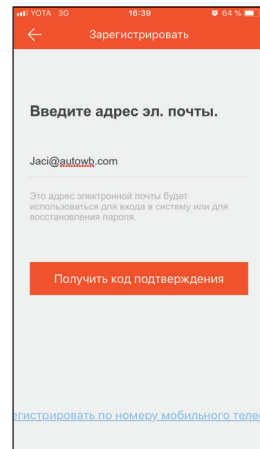 YOTA 3G 16:39 64 %
Зарегистрировать
Введите адрес эл. почты.
Jaci@autowb.com
Это адрес электронной почты будет
использоваться для входа в систему или для
восстановления пароля.
Получить код подтверждения
егистрировать по номеру мобильного теле